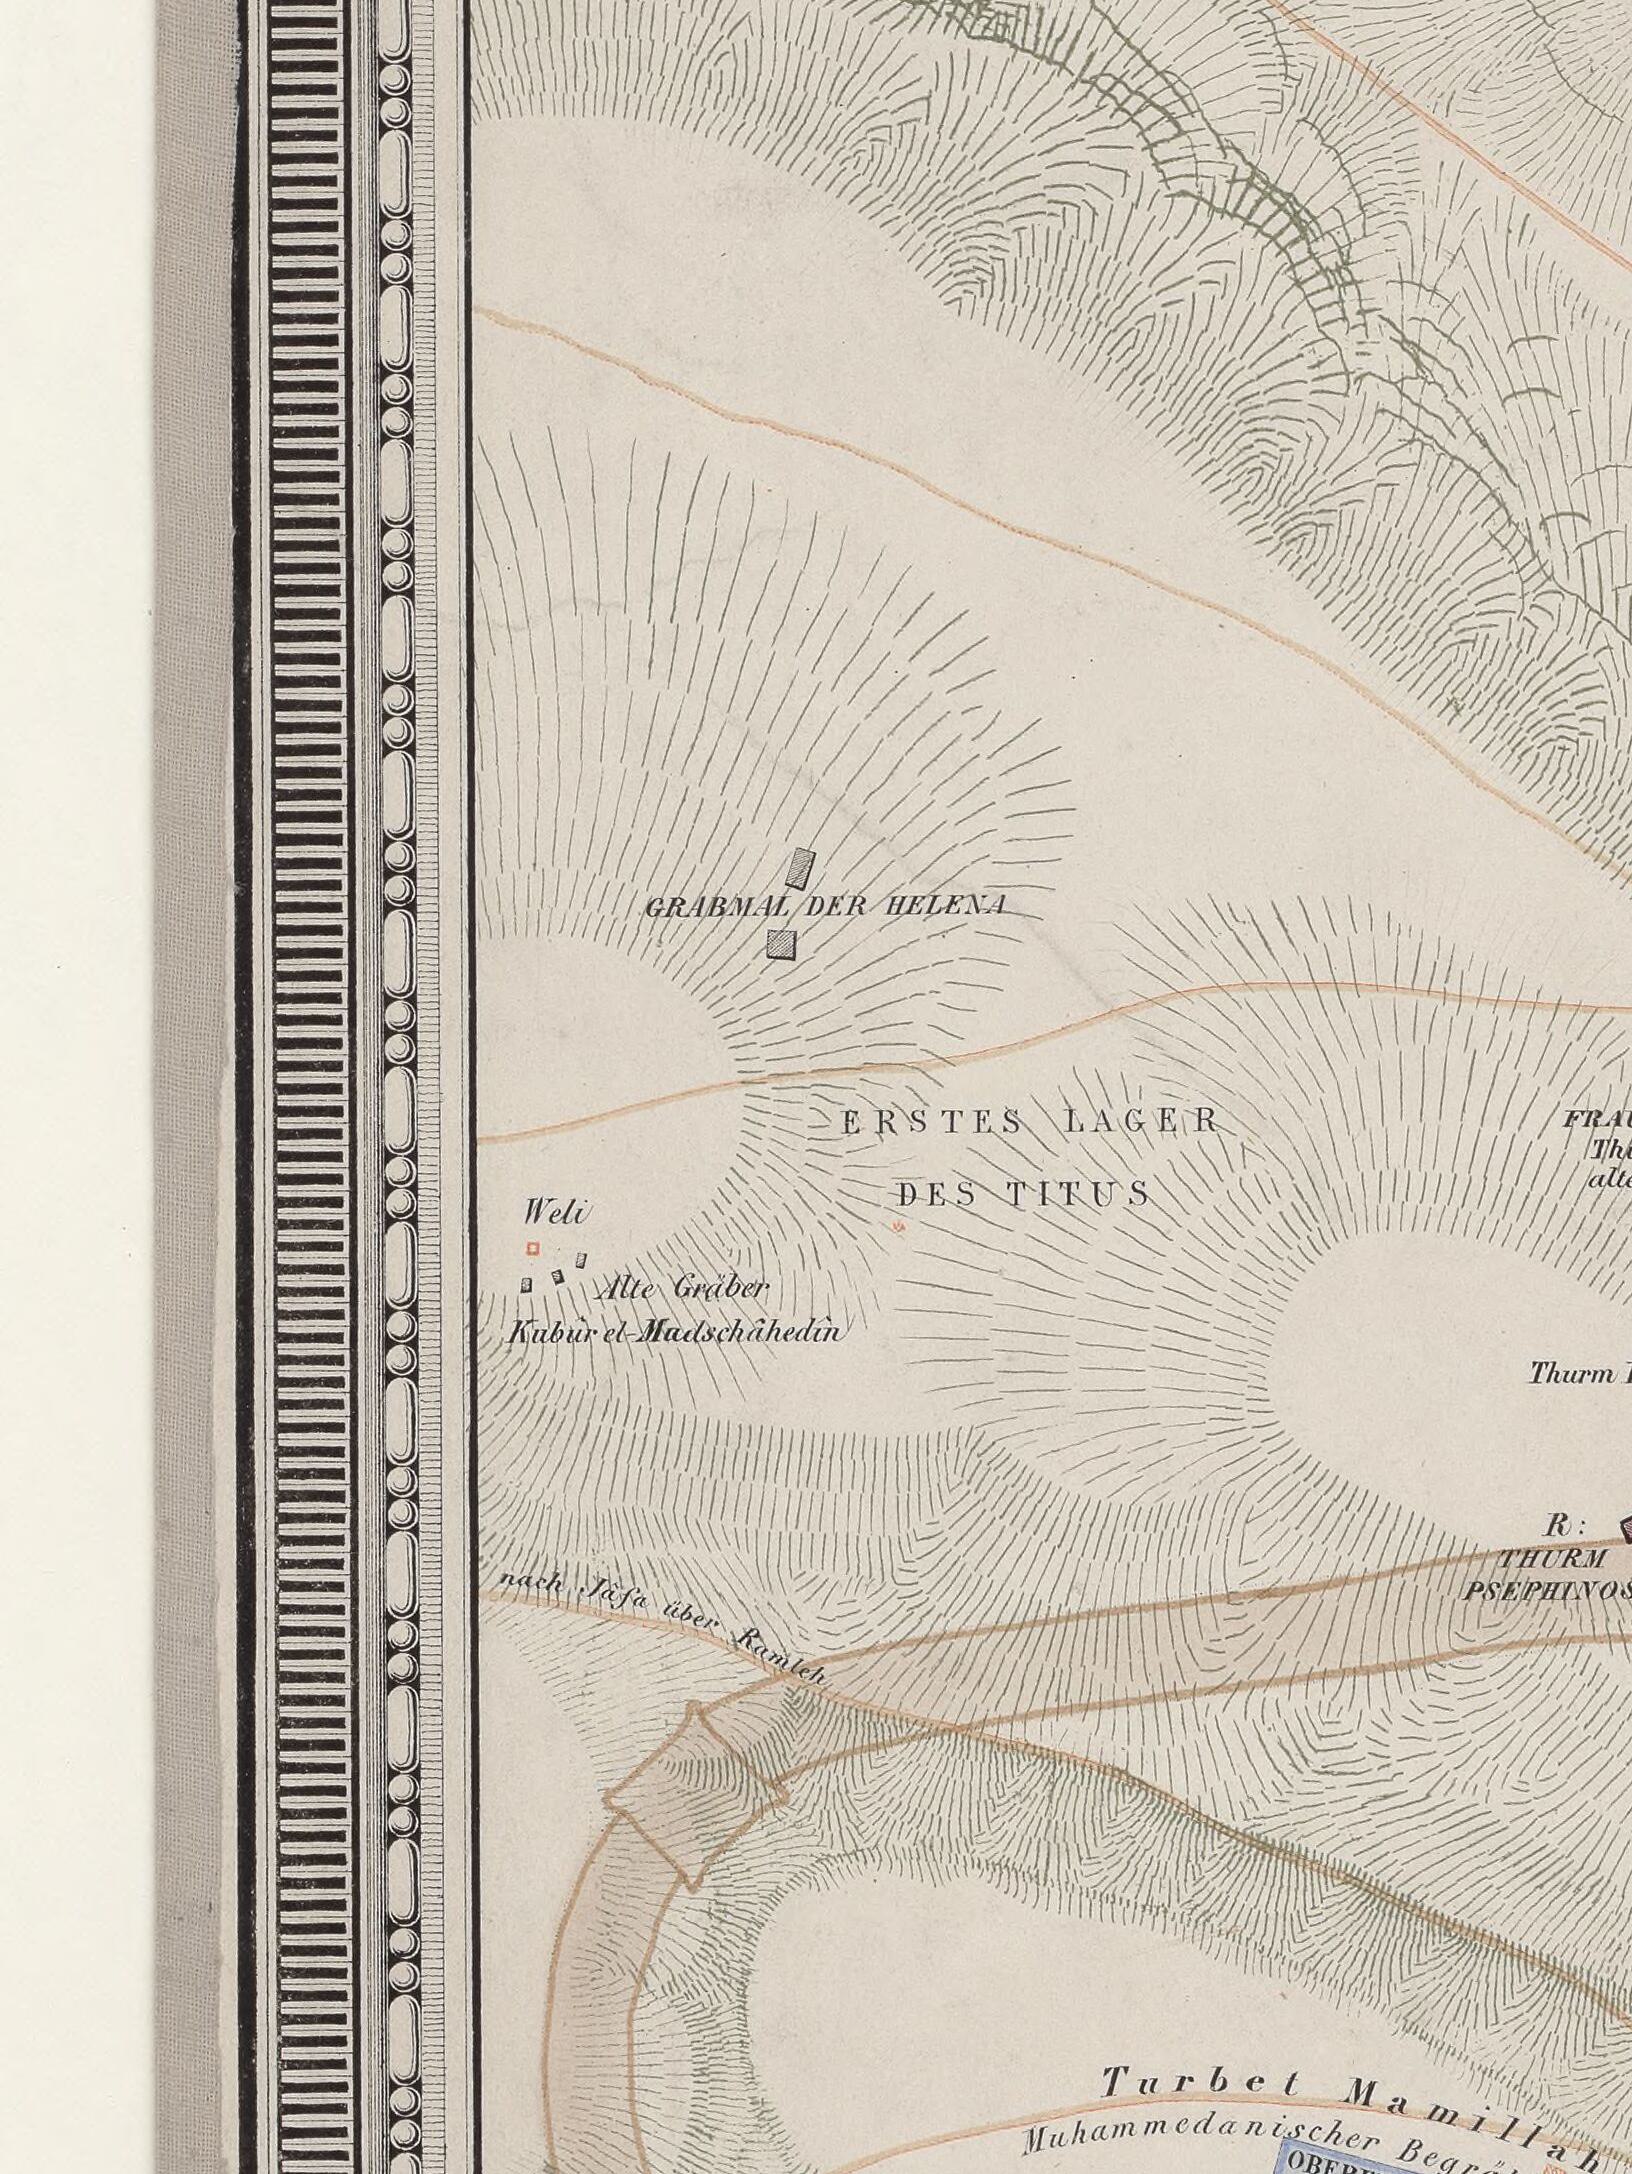 GRABMAL DER HELENA
ERSTES LAGER
DES TITUS
Weli
Alte Gräber
Kubûr el-Madschâhedîn
Thurm
R:
THURM
PSEPHINOS
nach Jâfa über Ramleh
Turbet Mamillah
Muhammedanischer